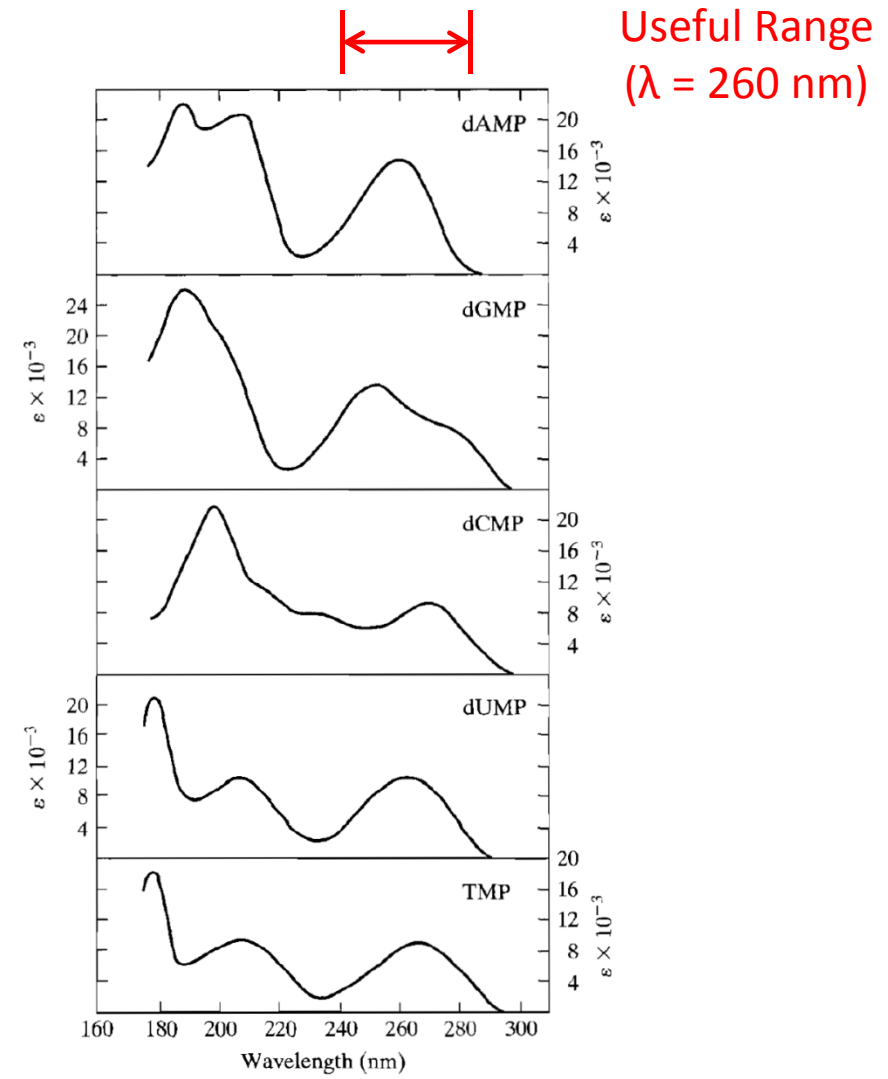 Useful Range
(λ = 260 nm)
dAMP
20
16
12
8
4
ε × 10⁻³
dGMP
24
20
16
12
8
4
ε × 10⁻³
dCMP
20
16
12
8
4
ε × 10⁻³
dUMP
20
16
12
8
4
ε × 10⁻³
TMP
20
16
12
8
4
ε × 10⁻³
160 180 200 220 240 260 280 300
Wavelength (nm)